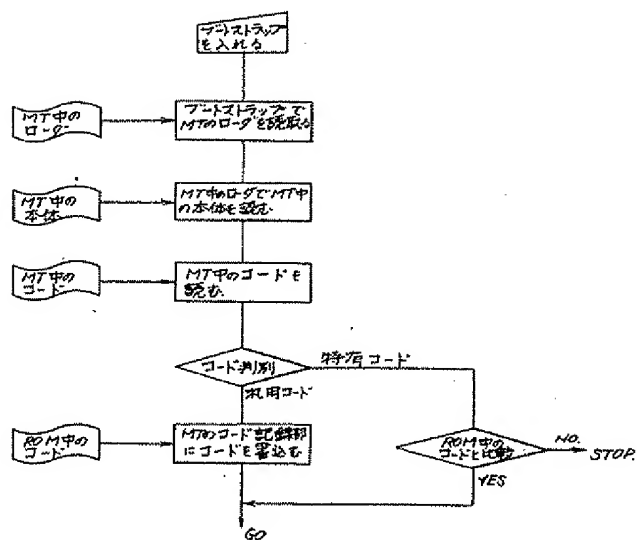 ブートストラップ
を入れる
MT中の
ローダ
ブートストラップで
MTのローダを読取る
MT中の
本体
MT中のローダでMT中
の本体を読む
MT中の
コード
MT中のコードを
読む
コード判別
特有コード
汎用コード
ROM中の
コード
MTのコード記録部
にコードを書込む
ROM中の
コードと比較
NO.
STOP.
YES
GO